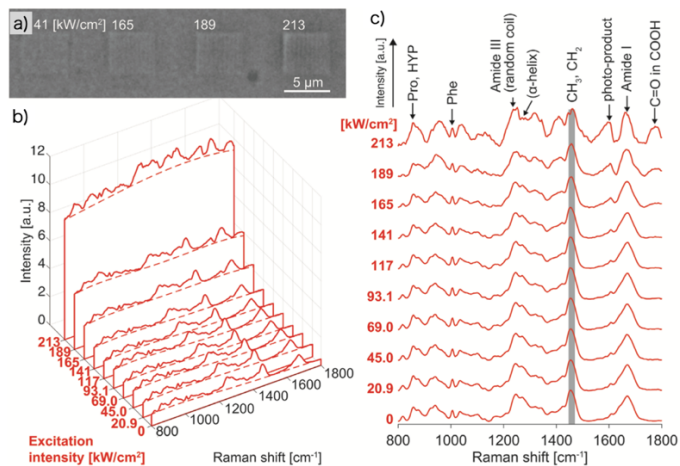 a)
41 [kW/cm²] 165 189 213
5 µm
b)
Intensity [a.u.]
12
10
8
6
4
2
0
213
189
165
141
117
93.1
69.0
45.0
20.9
0
Excitation
intensity [kW/cm²]
800
1000
1200
1400
1600
1800
Raman shift [cm⁻¹]
c)
Intensity [a.u.]
Pro, HYP
Phe
Amide III
(random coil)
(α-helix)
CH₃, CH₂
photo-product
Amide I
C=O in COOH
[kW/cm²]
213
189
165
141
117
93.1
69.0
45.0
20.9
0
800 1000 1200 1400 1600 1800
Raman shift [cm⁻¹]